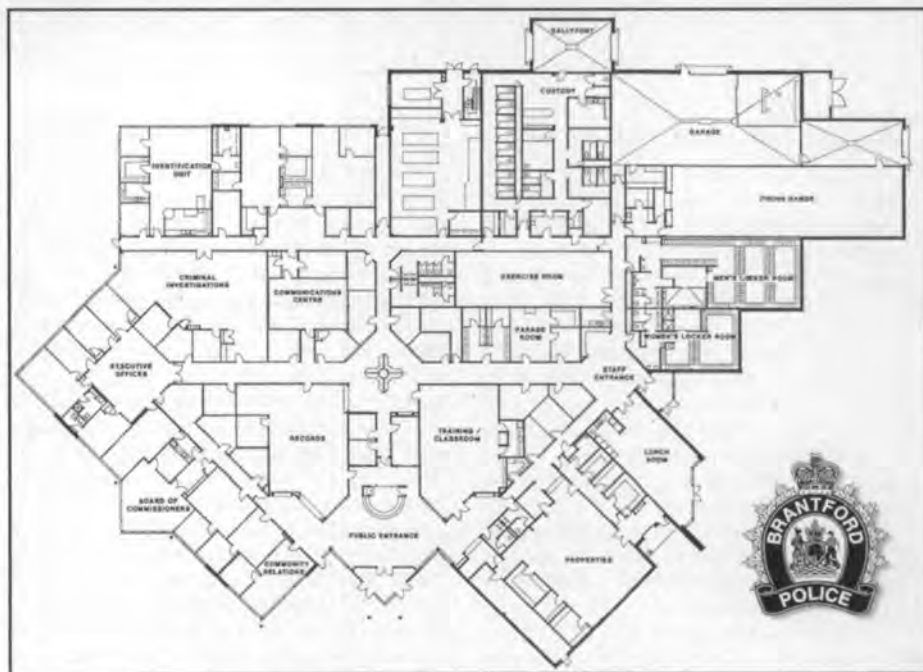 SALLYPORT
CUSTODY
GARAGE
IDENTIFICATION
UNIT
FIRING RANGE
CRIMINAL
INVESTIGATIONS
COMMUNICATIONS
CENTRE
EXERCISE ROOM
MEN'S LOCKER ROOM
PARADE
ROOM
WOMEN'S LOCKER ROOM
EXECUTIVE
OFFICES
STAFF
ENTRANCE
RECORDS
TRAINING /
CLASSROOM
LUNCH
ROOM
BOARD OF
COMMISSIONERS
PUBLIC ENTRANCE
COMMUNITY
RELATIONS
PROPERTIES
BRANTFORD
POLICE